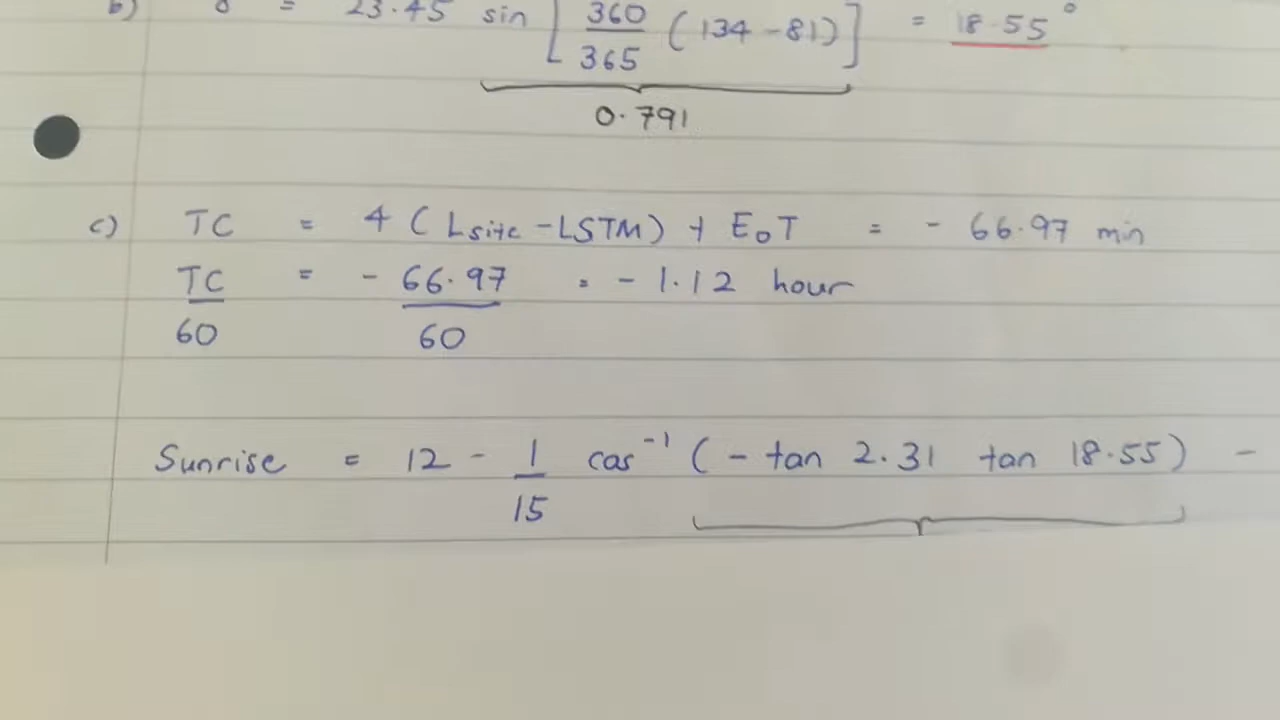 b) δ = 23.45 sin [ 360/365 (134 - 81) ] = 18.55°
0.791
c) TC = 4 ( Lsite - LSTM ) + EoT = - 66.97 min
TC/60 = - 66.97/60 = - 1.12 hour
Sunrise = 12 - 1/15 cos⁻¹ ( - tan 2.31 tan 18.55 ) -